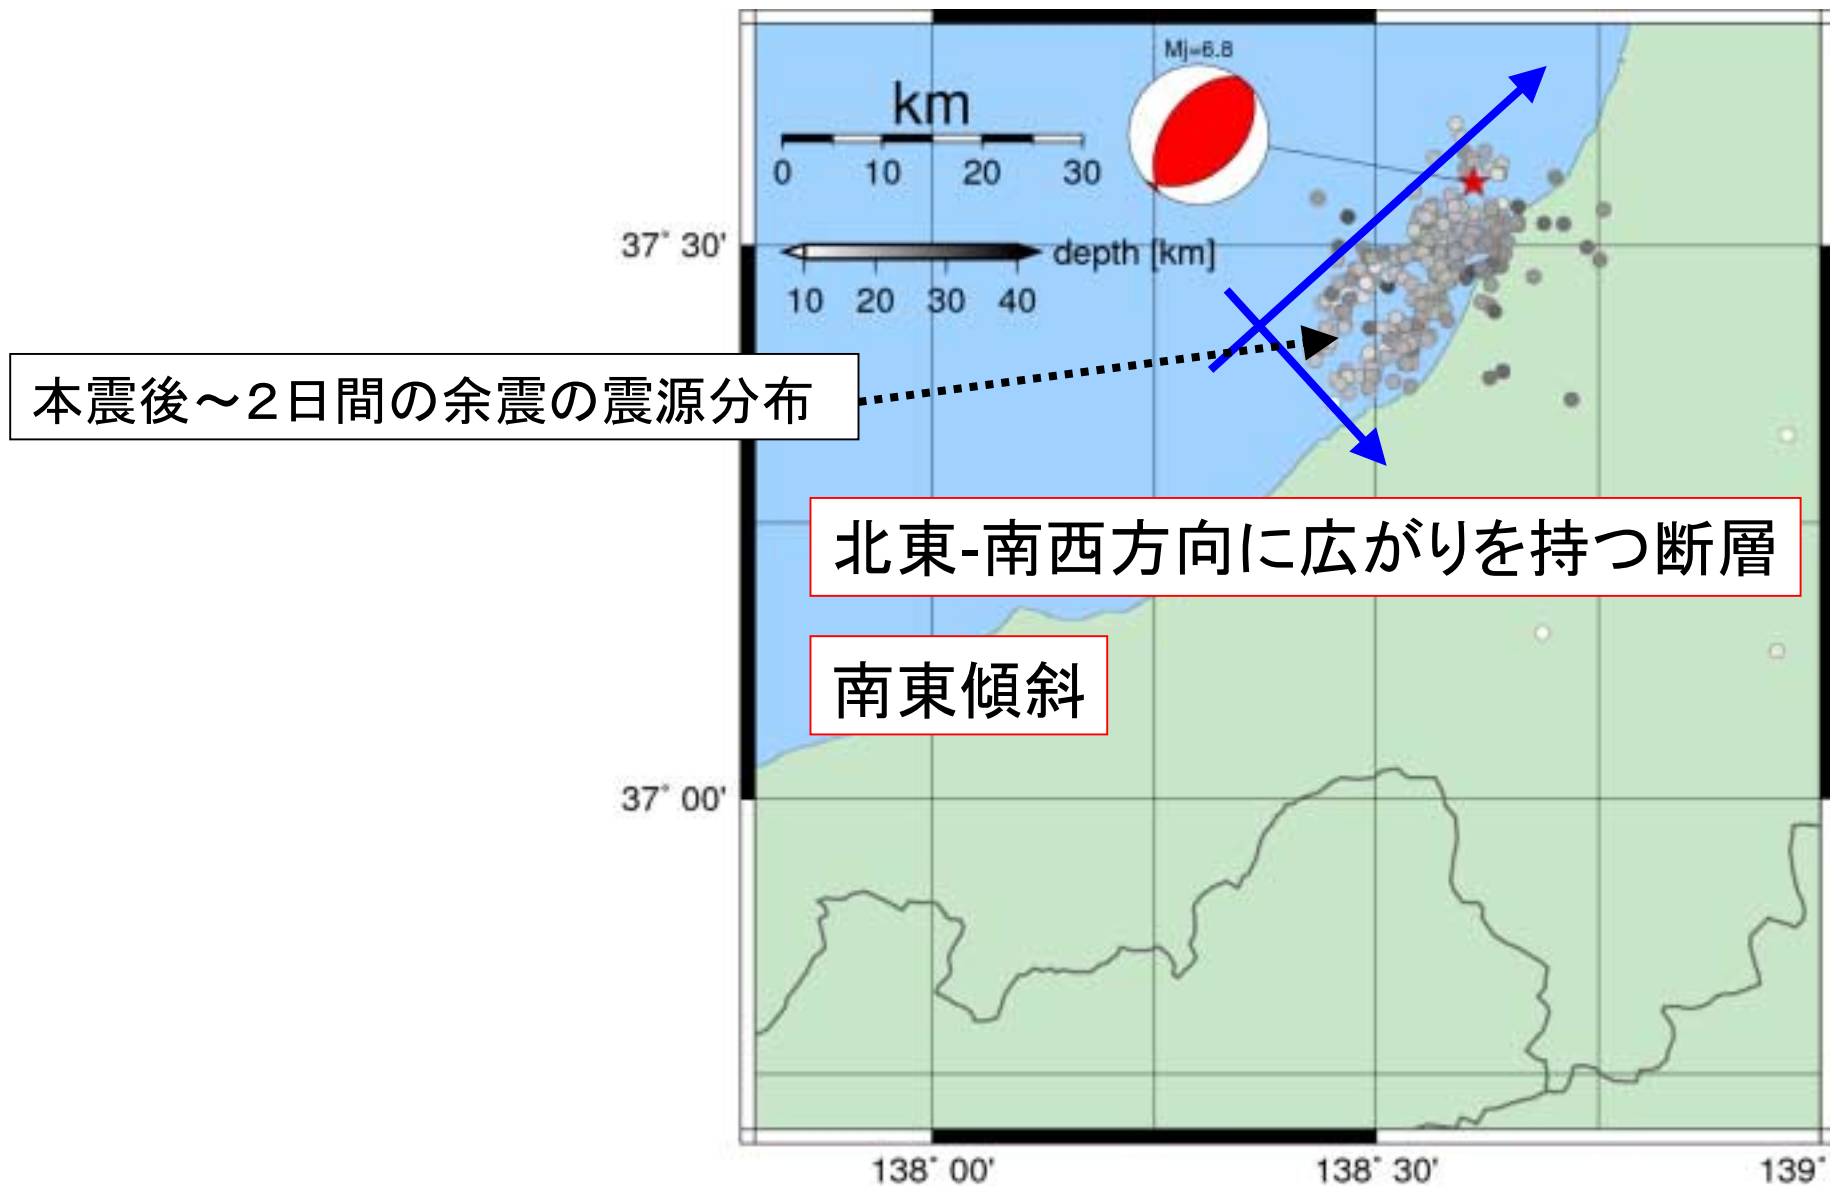 Mj=6.8
km
0 10 20 30
37° 30'
depth [km]
10 20 30 40
本震後～2日間の余震の震源分布
北東-南西方向に広がりを持つ断層
南東傾斜
37° 00'
138° 00' 138° 30' 139°